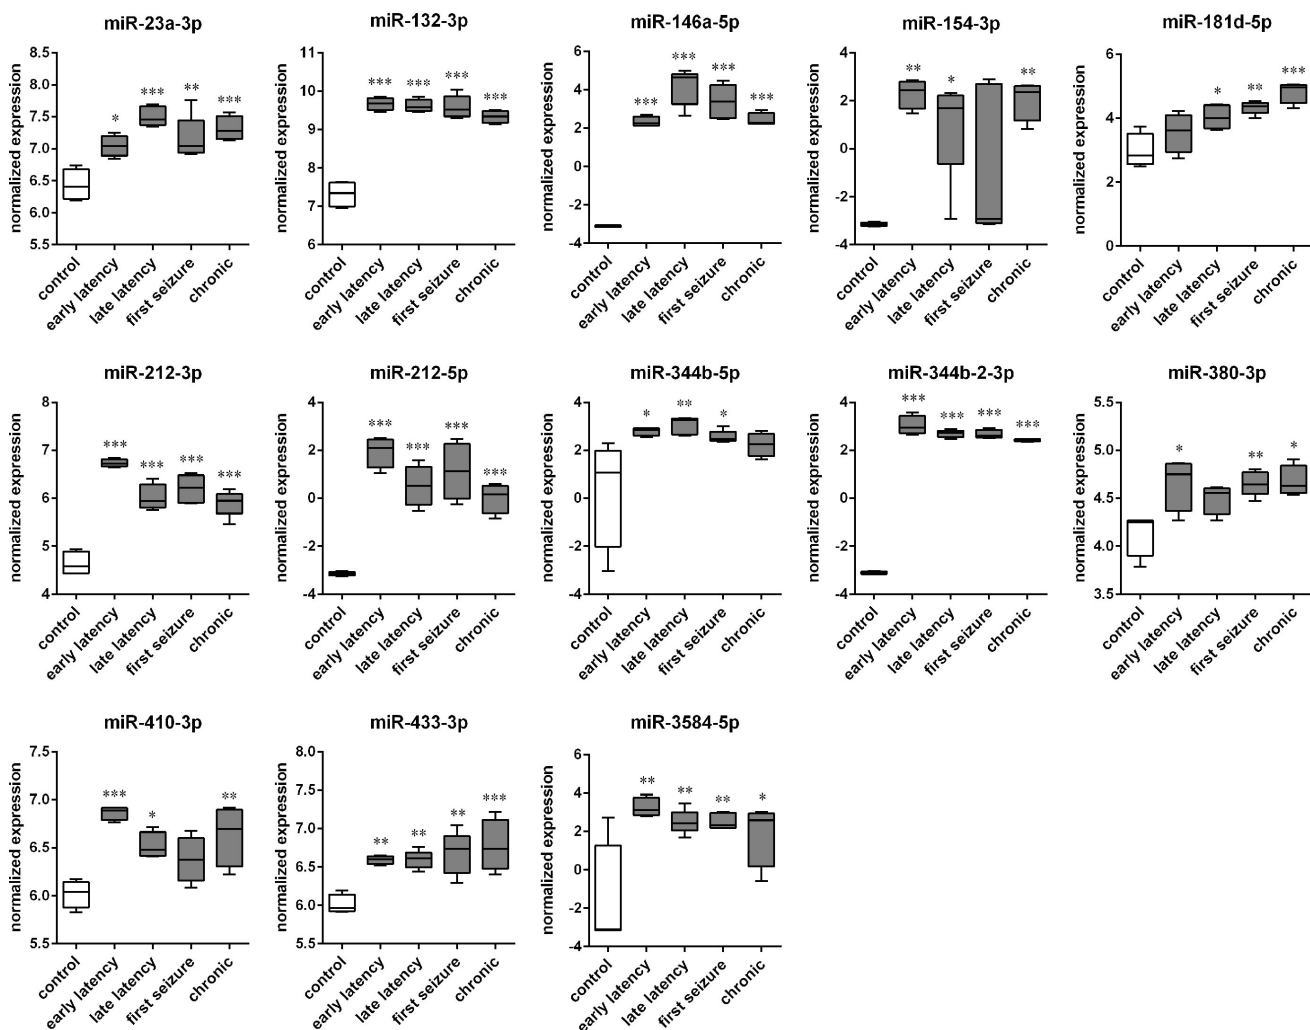 miR-23a-3p
normalized expression
8.5
8.0
7.5
7.0
6.5
6.0
5.5
*
***
**
***
control
early latency
late latency
first seizure
chronic
miR-132-3p
normalized expression
11
10
9
8
7
6
***
***
***
***
control
early latency
late latency
first seizure
chronic
miR-146a-5p
normalized expression
6
4
2
0
-2
-4
***
***
***
***
control
early latency
late latency
first seizure
chronic
miR-154-3p
normalized expression
4
2
0
-2
-4
**
*
**
control
early latency
late latency
first seizure
chronic
miR-181d-5p
normalized expression
6
4
2
0
*
**
***
control
early latency
late latency
first seizure
chronic
miR-212-3p
normalized expression
8
7
6
5
4
***
***
***
***
control
early latency
late latency
first seizure
chronic
miR-212-5p
normalized expression
4
2
0
-2
-4
***
***
***
***
control
early latency
late latency
first seizure
chronic
miR-344b-5p
normalized expression
4
2
0
-2
-4
*
**
*
control
early latency
late latency
first seizure
chronic
miR-344b-2-3p
normalized expression
4
2
0
-2
-4
***
***
***
***
control
early latency
late latency
first seizure
chronic
miR-380-3p
normalized expression
5.5
5.0
4.5
4.0
3.5
*
**
*
control
early latency
late latency
first seizure
chronic
miR-410-3p
normalized expression
7.5
7.0
6.5
6.0
5.5
***
*
**
control
early latency
late latency
first seizure
chronic
miR-433-3p
normalized expression
8.0
7.5
7.0
6.5
6.0
5.5
**
**
**
***
control
early latency
late latency
first seizure
chronic
miR-3584-5p
normalized expression
6
4
2
0
-2
-4
**
**
**
*
control
early latency
late latency
first seizure
chronic